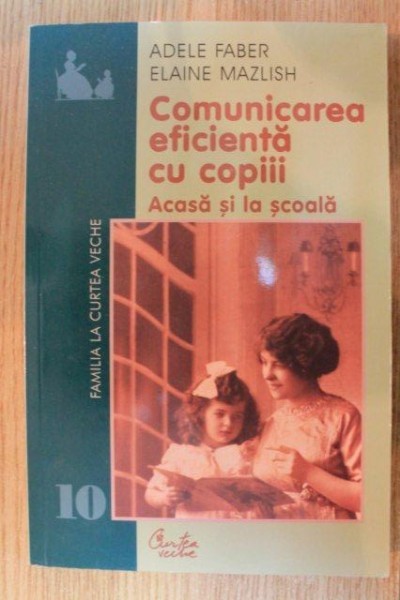 ADELE FABER
ELAINE MAZLISH
Comunicarea
eficientă
cu copiii
Acasă și la școală
FAMILIA LA CURTEA VECHE
10
Curtea
veche